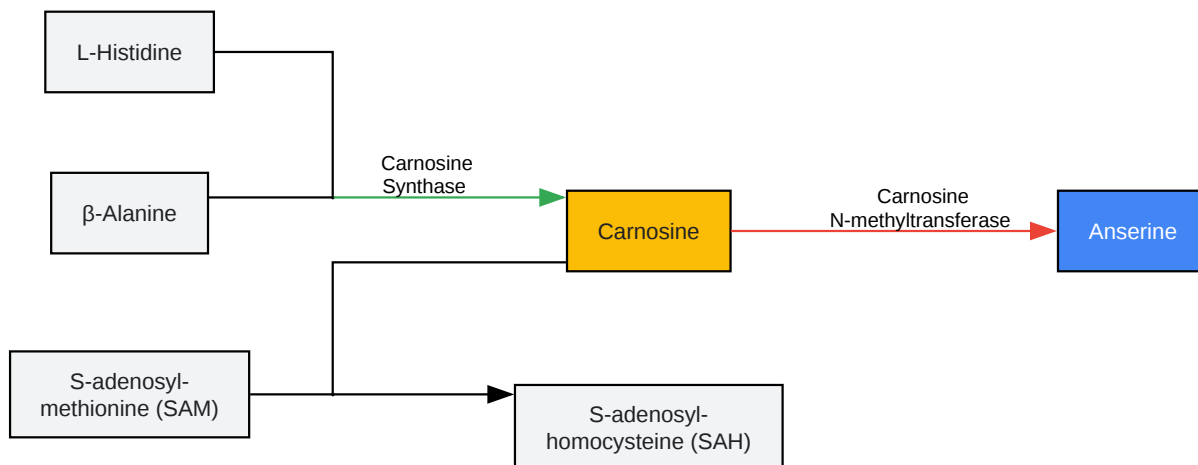 L-Histidine
Carnosine
Synthase
β-Alanine
Carnosine
N-methyltransferase
Carnosine
Anserine
S-adenosyl-
methionine (SAM)
S-adenosyl-
homocysteine (SAH)